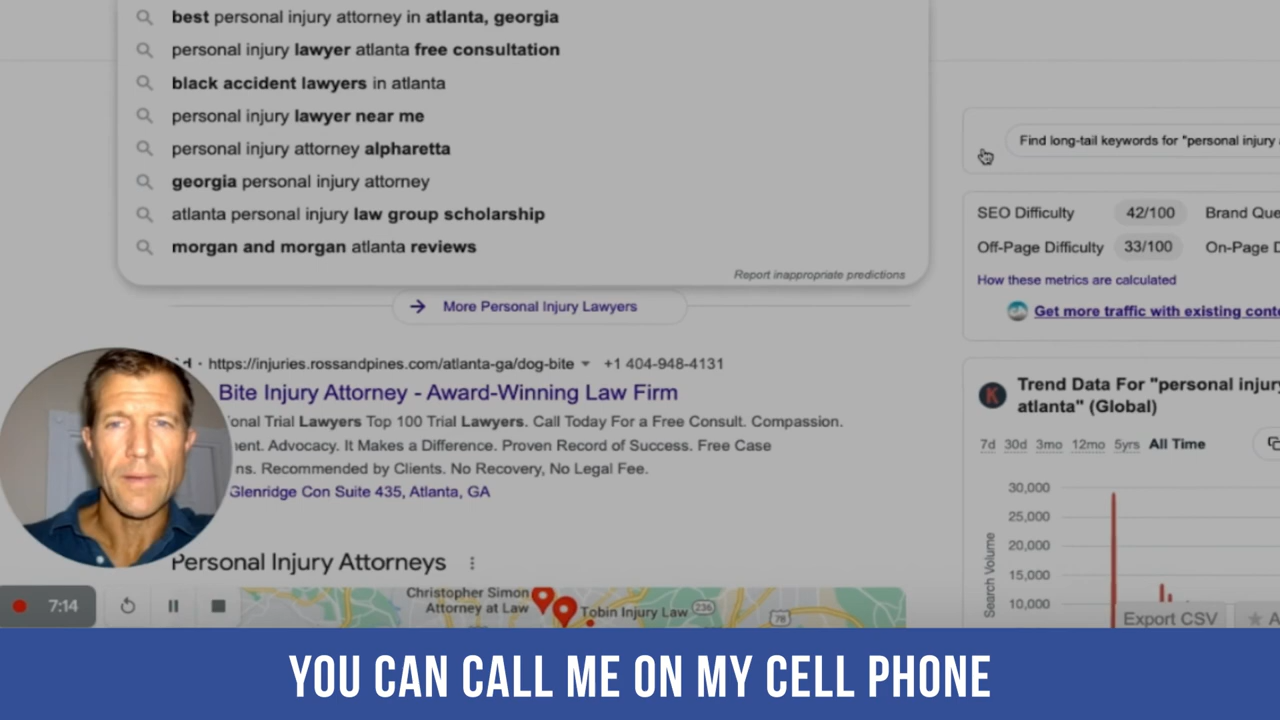 best personal injury attorney in atlanta, georgia
personal injury lawyer atlanta free consultation
black accident lawyers in atlanta
personal injury lawyer near me
personal injury attorney alpharetta
georgia personal injury attorney
atlanta personal injury law group scholarship
morgan and morgan atlanta reviews
Report inappropriate predictions
More Personal Injury Lawyers
· https://injuries.rossandpines.com/atlanta-ga/dog-bite +1 404-948-4131
Bite Injury Attorney - Award-Winning Law Firm
Trial Lawyers Top 100 Trial Lawyers. Call Today For a Free Consult. Compassion.
Advocacy. It Makes a Difference. Proven Record of Success. Free Case
Recommended by Clients. No Recovery, No Legal Fee.
Glenridge Con Suite 435, Atlanta, GA
Personal Injury Attorneys
7:14
Christopher Simon
Attorney at Law
Tobin Injury Law
236
78
Find long-tail keywords for "personal injury
SEO Difficulty 42/100 Brand
Off-Page Difficulty 33/100 On-Page
How these metrics are calculated
Get more traffic with existing
K
Trend Data For "personal injury
atlanta" (Global)
7d 30d 3mo 12mo 5yrs All Time
30,000
25,000
20,000
15,000
10,000
Search Volume
Export CSV
YOU CAN CALL ME ON MY CELL PHONE